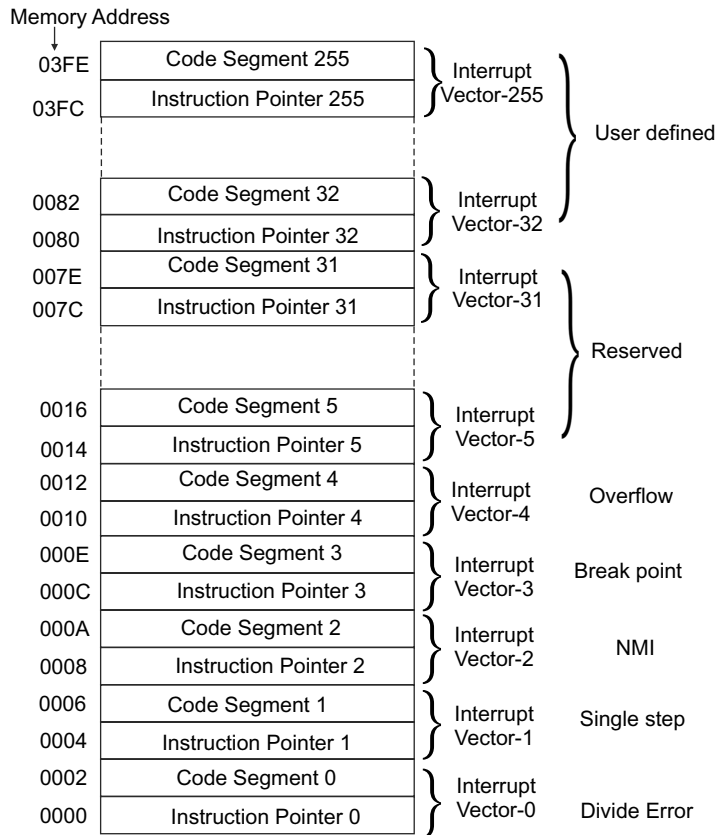 Memory Address
03FE Code Segment 255
Interrupt
Vector-255
03FC Instruction Pointer 255
User defined
0082 Code Segment 32
Interrupt
Vector-32
0080 Instruction Pointer 32
007E Code Segment 31
Interrupt
Vector-31
007C Instruction Pointer 31
Reserved
0016 Code Segment 5
Interrupt
Vector-5
0014 Instruction Pointer 5
0012 Code Segment 4
Interrupt
Vector-4
Overflow
0010 Instruction Pointer 4
000E Code Segment 3
Interrupt
Vector-3
Break point
000C Instruction Pointer 3
000A Code Segment 2
Interrupt
Vector-2
NMI
0008 Instruction Pointer 2
0006 Code Segment 1
Interrupt
Vector-1
Single step
0004 Instruction Pointer 1
0002 Code Segment 0
Interrupt
Vector-0
Divide Error
0000 Instruction Pointer 0